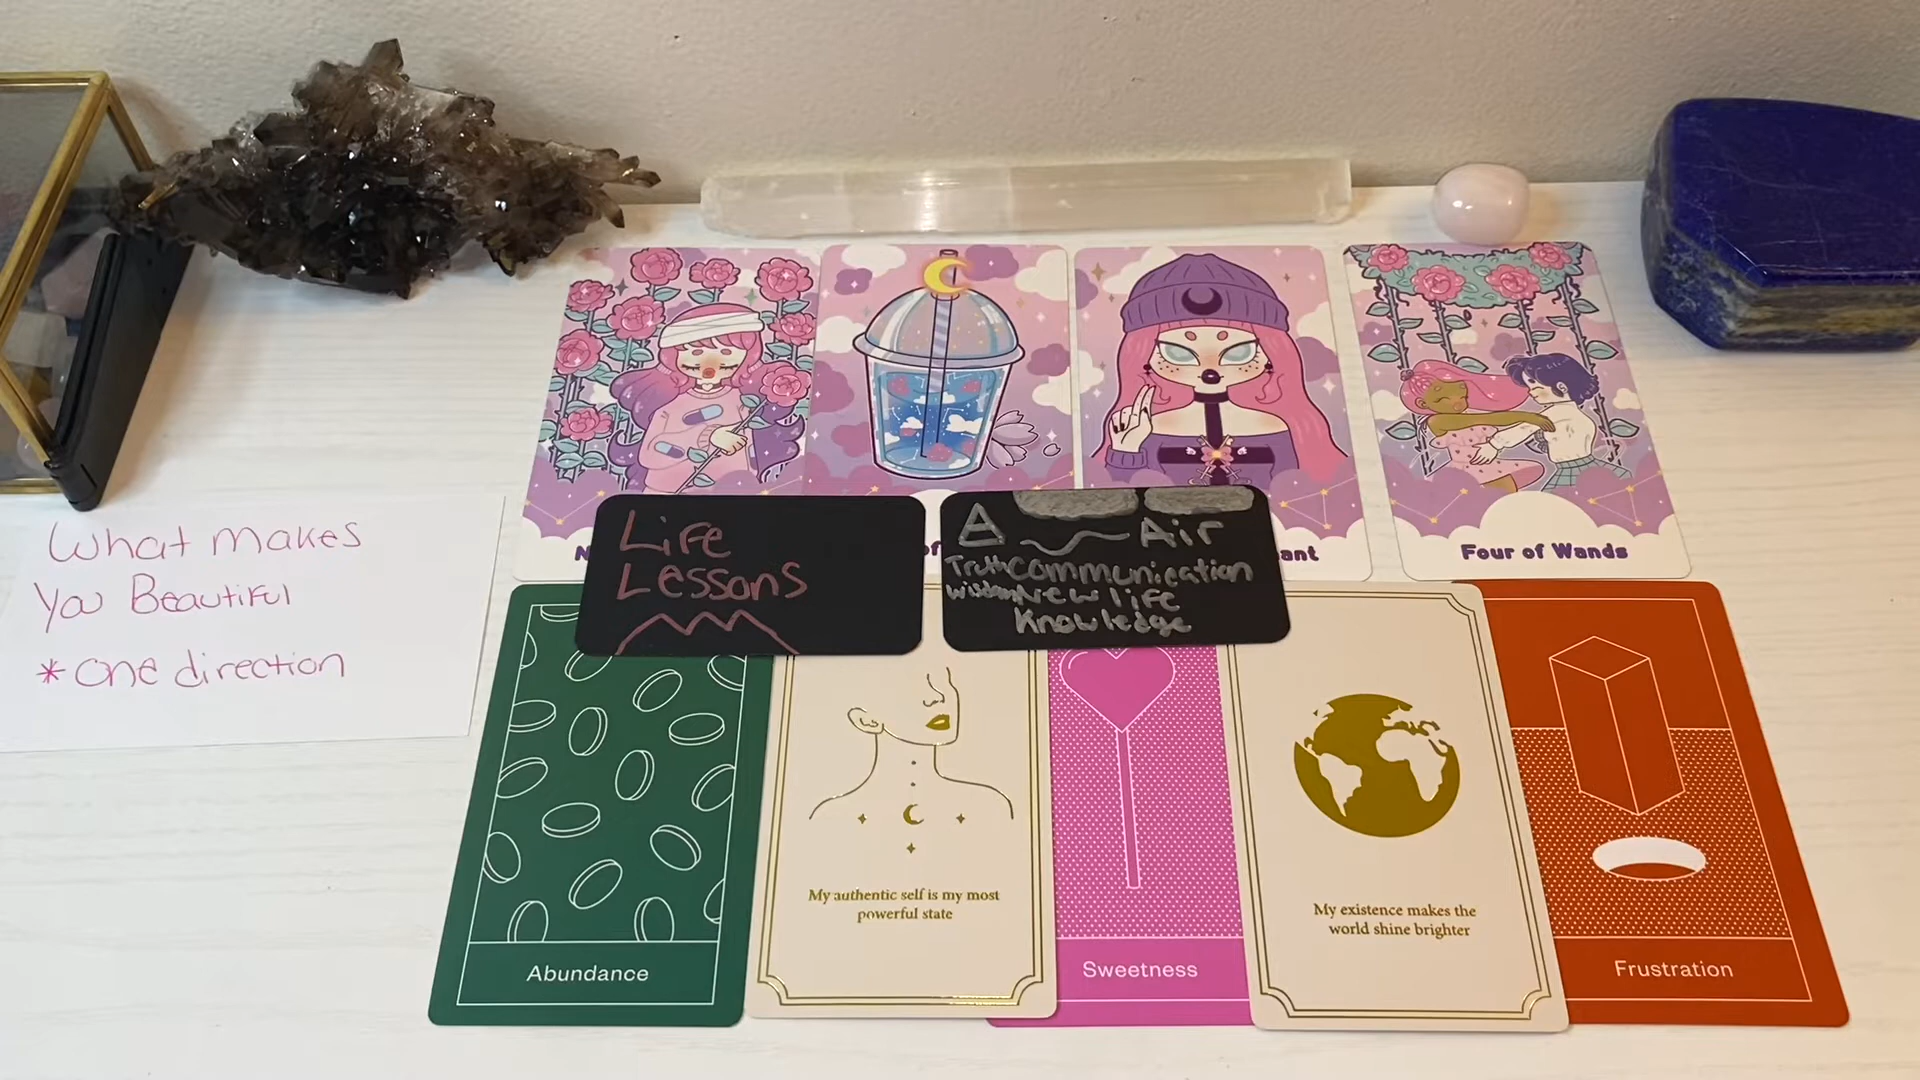 What makes
You Beautiful
*one direction
Four of Wands
Life
Lessons
Air
Truth communication
wisdom New life
Knowledge
Abundance
My authentic self is my most
powerful state
Sweetness
My existence makes the
world shine brighter
Frustration